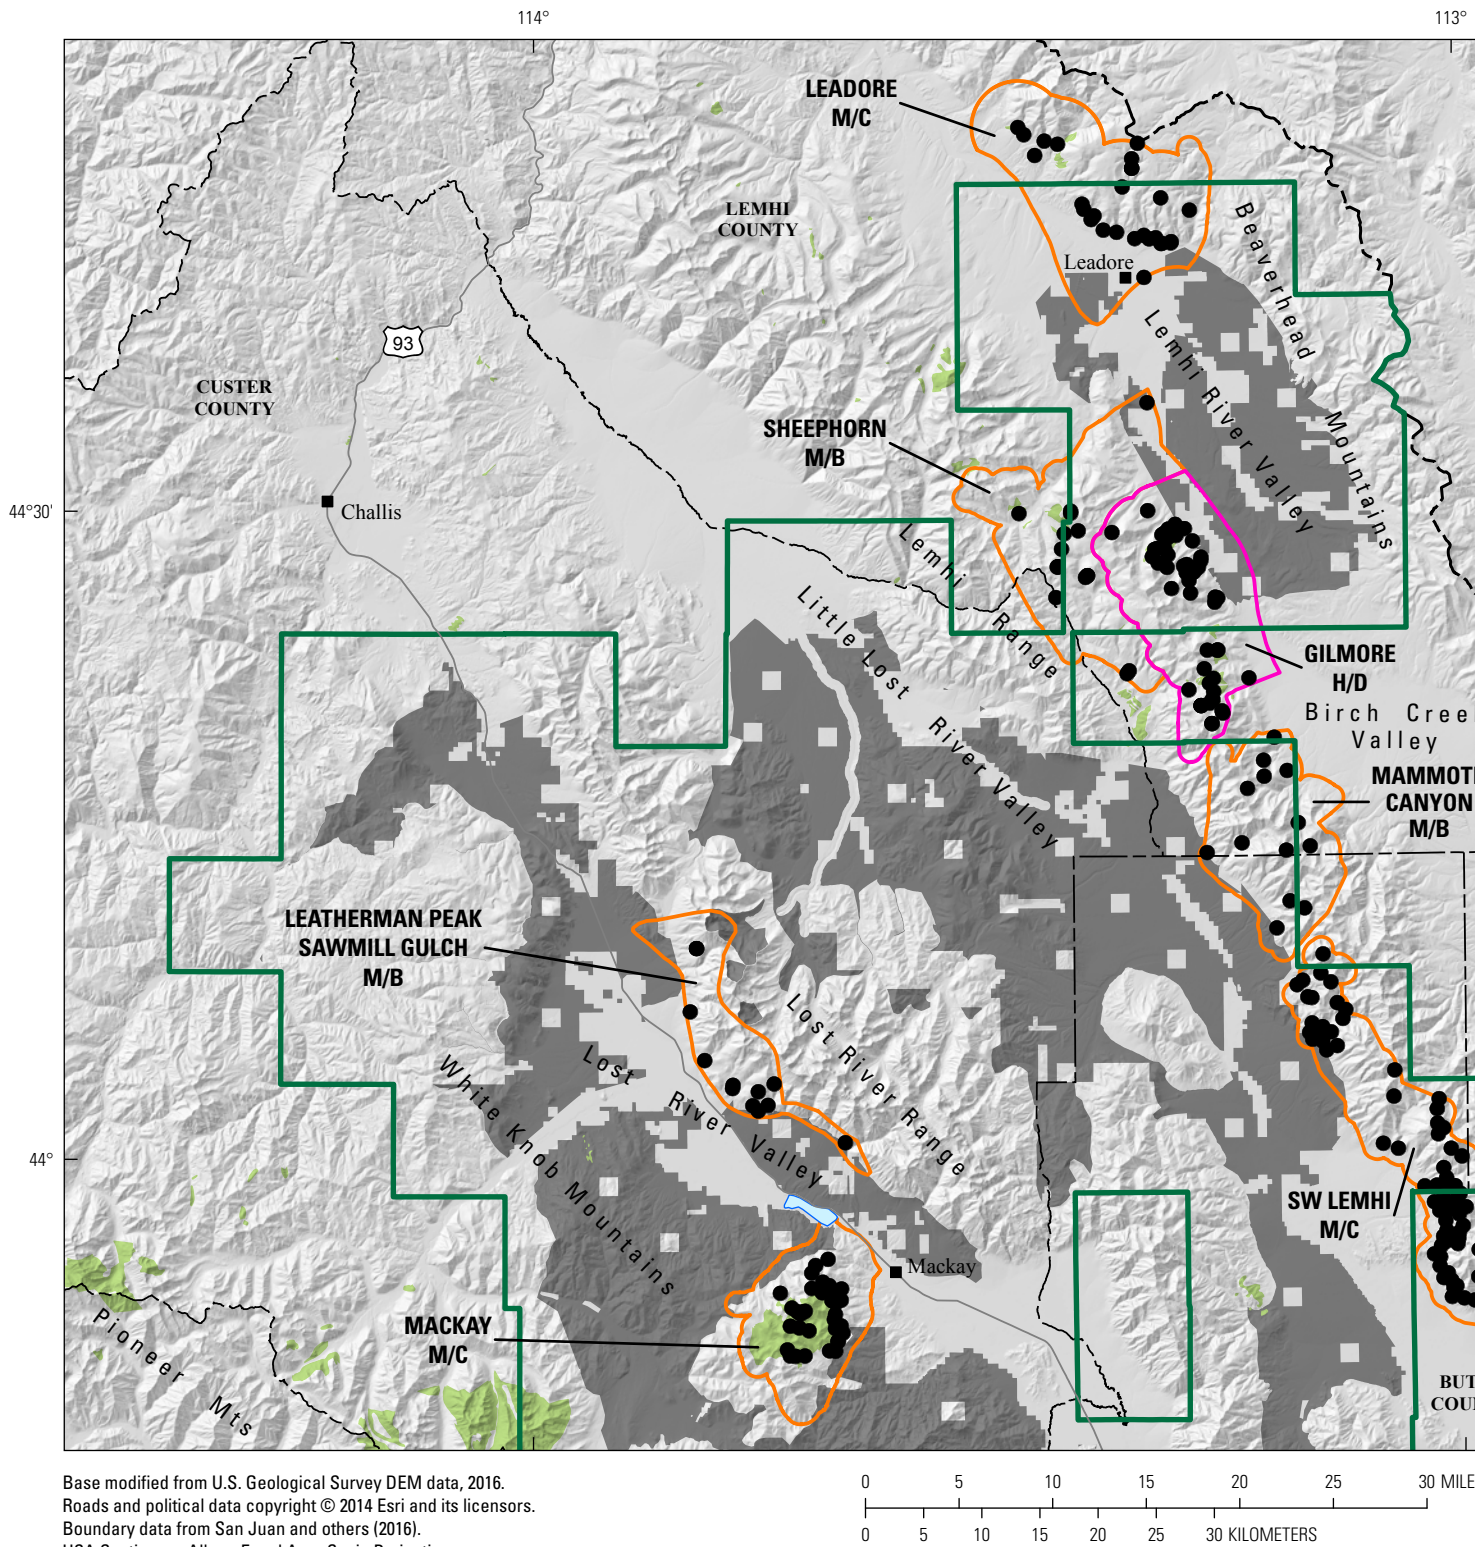 114°
113°
LEADORE
M/C
LEMHI
COUNTY
Beaverhead
Mountains
Leadore
93
Lemhi River Valley
CUSTER
COUNTY
SHEEPHORN
M/B
44°30'
Challis
Lemhi
Range
Little Lost
River Valley
GILMORE
H/D
Birch Cree
Valley
MAMMOTH
CANYON
M/B
LEATHERMAN PEAK
SAWMILL GULCH
M/B
Lost River Range
Lost
River Valley
White Knob Mountains
44°
SW LEMHI
M/C
Mackay
MACKAY
M/C
Pioneer
Mts
BUT
COU
Base modified from U.S. Geological Survey DEM data, 2016.
Roads and political data copyright © 2014 Esri and its licensors.
Boundary data from San Juan and others (2016).
0 5 10 15 20 25 30 MILE
0 5 10 15 20 25 30 KILOMETERS